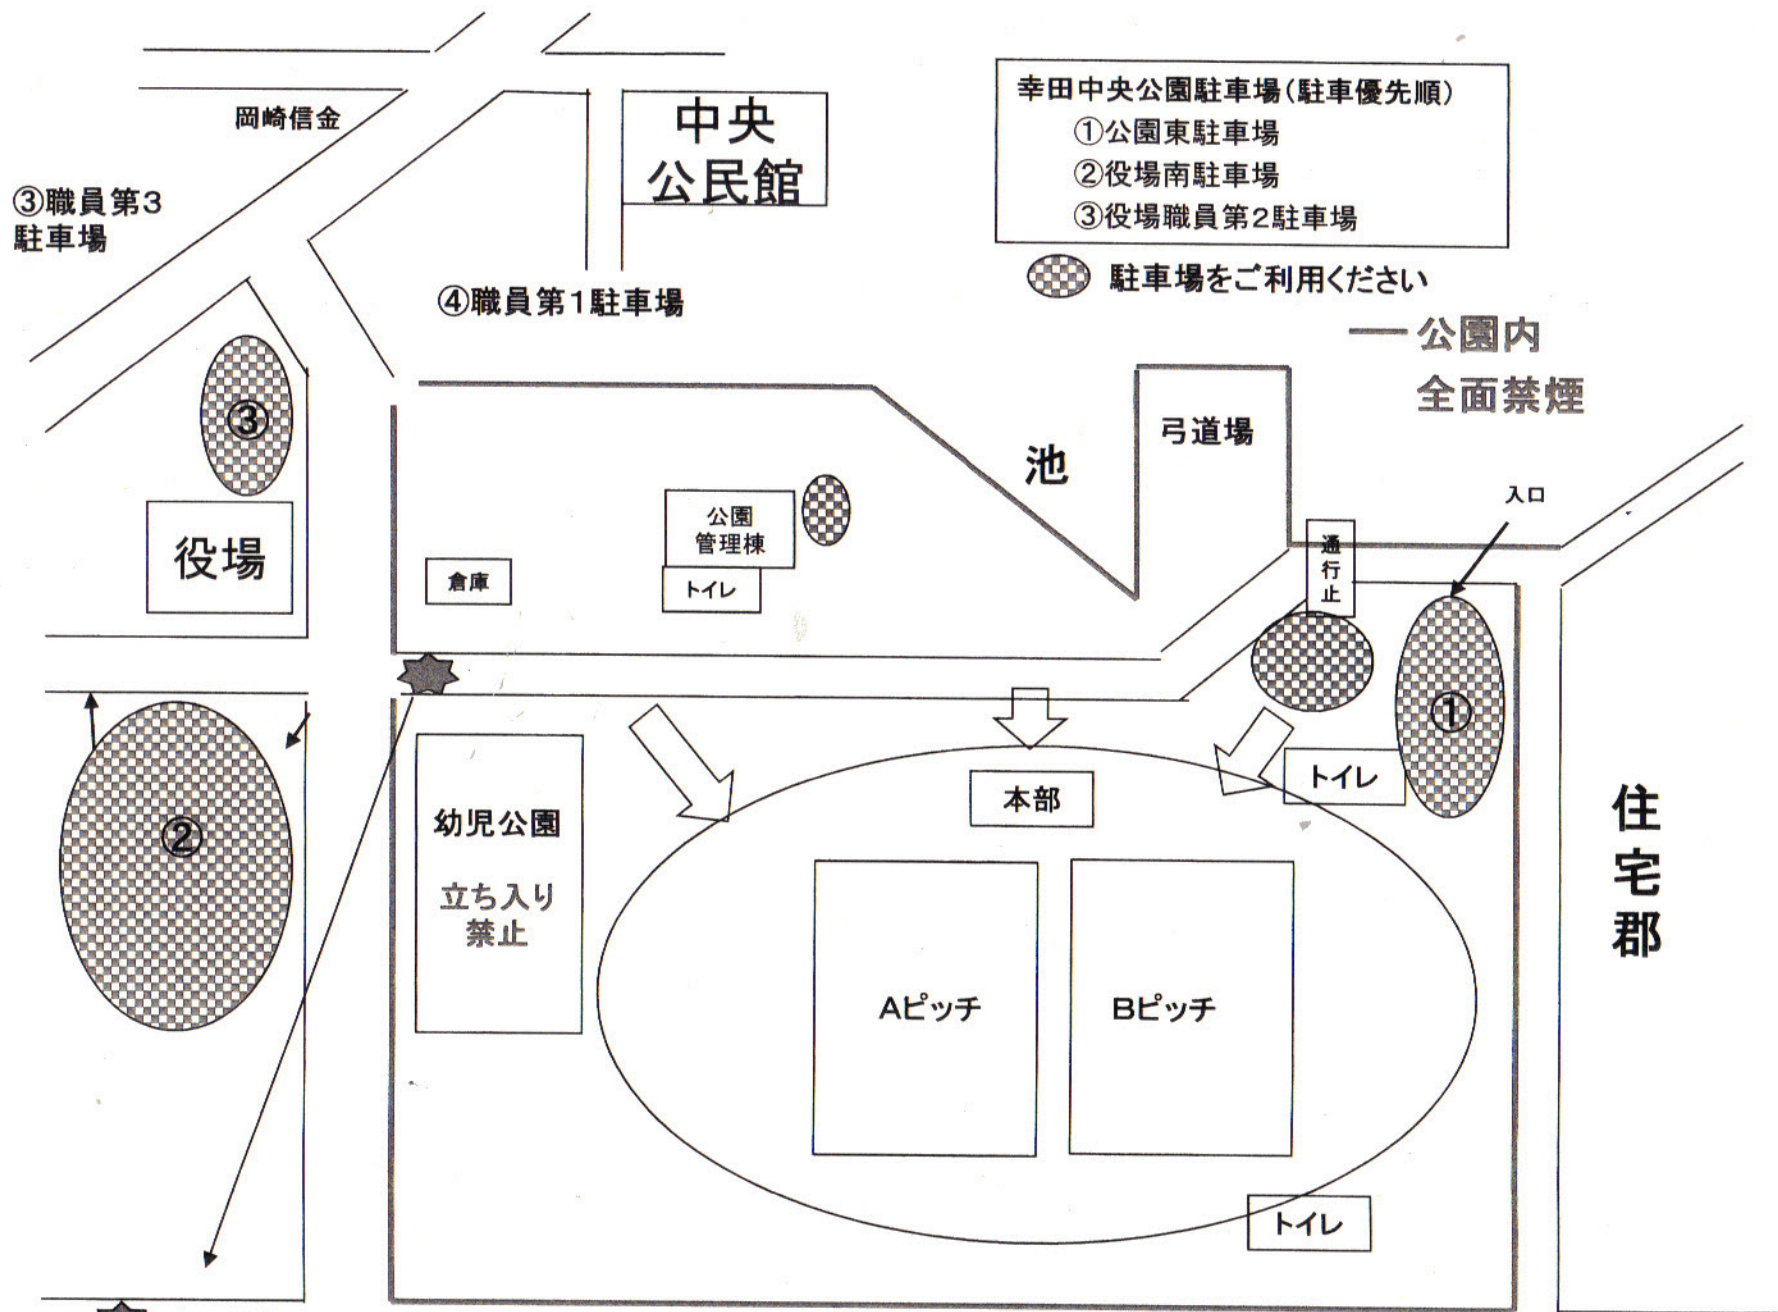 岡崎信金
中央
公民館
幸田中央公園駐車場(駐車優先順)
①公園東駐車場
②役場南駐車場
③役場職員第2駐車場
③職員第3
駐車場
駐車場をご利用ください
④職員第1駐車場
公園内
全面禁煙
③
弓道場
池
入口
公園
管理棟
役場
通行止
倉庫
トイレ
①
トイレ
本部
②
幼児公園
立ち入り
禁止
住宅郡
Aピッチ
Bピッチ
トイレ